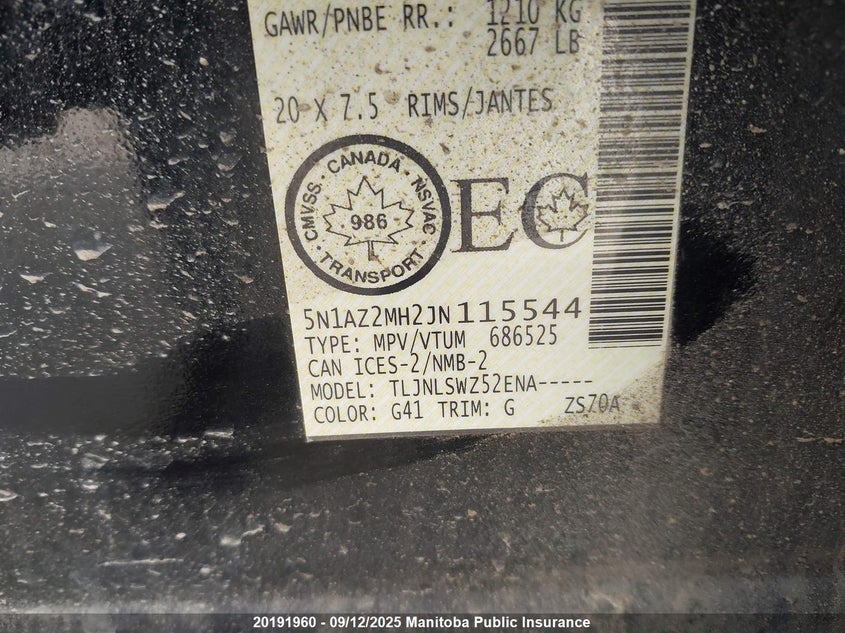 GAWR/PNBE RR.: 1210 KG
2667 LB
20 X 7.5 RIMS/JANTES
CMVSS · CANADA · NSVAC · TRANSPORT ·
986
EC
5N1AZ2MH2JN115544
TYPE: MPV/VTUM 686525
CAN ICES-2/NMB-2
MODEL: TLJNLSWZ52ENA-----
COLOR: G41 TRIM: G ZS70A
20191960 - 09/12/2025 Manitoba Public Insurance